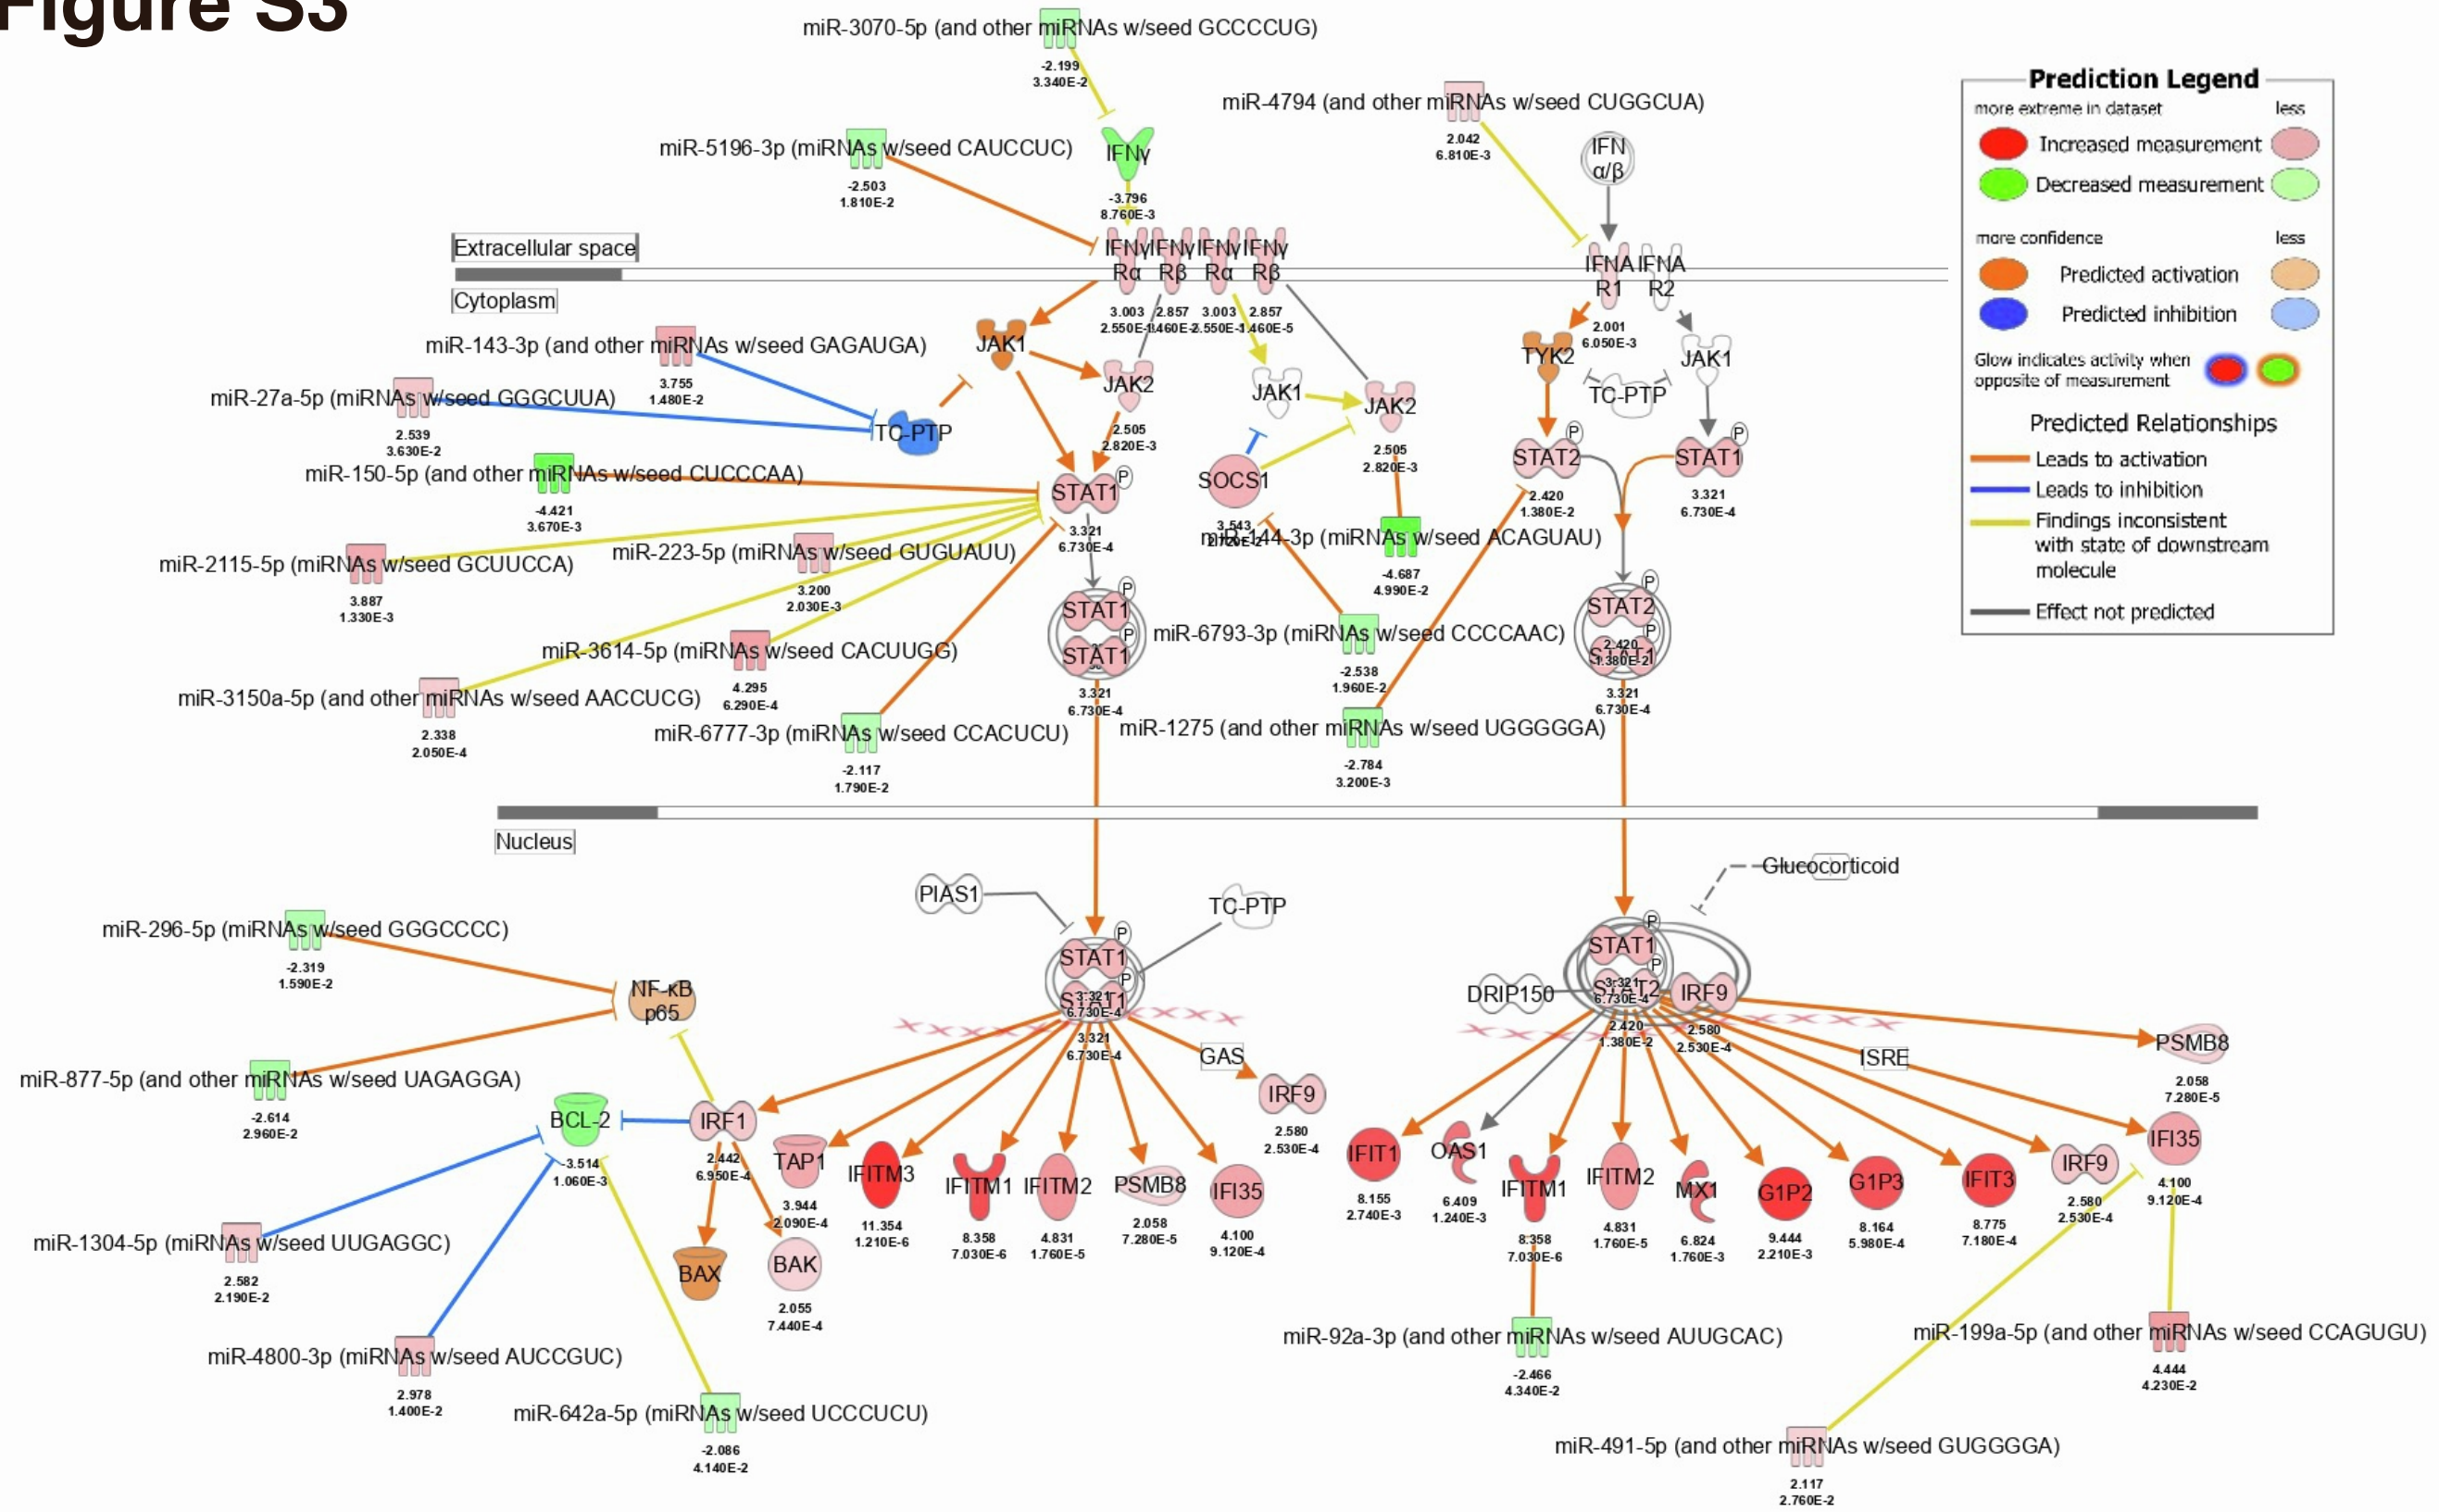 Figure S3
miR-3070-5p (and other miRNAs w/seed GCCCCUG)
-2.199
3.340E-2
miR-4794 (and other miRNAs w/seed CUGGCUA)
2.042
6.810E-3
miR-5196-3p (miRNAs w/seed CAUCCUC)
-2.503
1.810E-2
IFNγ
-3.796
8.760E-3
IFN
α/β
Extracellular space
Cytoplasm
IFNγ IFNγ IFNγ IFNγ
Rα Rβ Rα Rβ
3.003 2.857 3.003 2.857
IFNA IFNA
R1 R2
2.001
6.050E-3
miR-143-3p (and other miRNAs w/seed GAGAUGA)
3.755
1.480E-2
miR-27a-5p (miRNAs w/seed GGGCUUA)
2.539
3.630E-2
TC-PTP
JAK1
JAK2
2.505
2.820E-3
JAK1
JAK2
2.505
2.820E-3
TYK2
TC-PTP
JAK1
miR-150-5p (and other miRNAs w/seed CUCCCAA)
-4.421
3.670E-3
STAT1
P
3.321
6.730E-4
SOCS1
3.543
STAT2
P
2.420
1.380E-2
STAT1
P
3.321
6.730E-4
miR-144-3p (miRNAs w/seed ACAGUAU)
-4.687
4.990E-2
miR-2115-5p (miRNAs w/seed GCUUCCA)
3.887
1.330E-3
miR-223-5p (miRNAs w/seed GUGUAUU)
3.200
2.030E-3
STAT1
P
STAT1
P
3.321
6.730E-4
STAT2
P
STAT1
P
2.420
1.380E-2
3.321
6.730E-4
miR-6793-3p (miRNAs w/seed CCCCAAC)
-2.538
1.960E-2
miR-3614-5p (miRNAs w/seed CACUUGG)
4.295
6.290E-4
miR-3150a-5p (and other miRNAs w/seed AACCUCG)
2.338
2.050E-4
miR-6777-3p (miRNAs w/seed CCACUCU)
-2.117
1.790E-2
miR-1275 (and other miRNAs w/seed UGGGGGA)
-2.784
3.200E-3
Nucleus
PIAS1
TC-PTP
Glucocorticoid
STAT1
P
STAT1
P
3.321
6.730E-4
3.321
6.730E-4
GAS
DRIP150
STAT1
P
STAT2
P
3.321
6.730E-4
IRF9
2.420
1.380E-2
2.580
2.530E-4
ISRE
miR-296-5p (miRNAs w/seed GGGCCCC)
-2.319
1.590E-2
NF-κB
p65
miR-877-5p (and other miRNAs w/seed UAGAGGA)
-2.614
2.960E-2
BCL-2
-3.514
1.060E-3
IRF1
2.442
6.950E-4
TAP1
3.944
2.090E-4
IFITM3
11.354
1.210E-6
IFITM1
8.358
7.030E-6
IFITM2
4.831
1.760E-5
PSMB8
2.058
7.280E-5
IFI35
4.100
9.120E-4
IRF9
2.580
2.530E-4
IFIT1
8.155
2.740E-3
OAS1
6.409
1.240E-3
IFITM1
8.358
7.030E-6
IFITM2
4.831
1.760E-5
MX1
6.824
1.760E-3
G1P2
9.444
2.210E-3
G1P3
8.164
5.980E-4
IFIT3
8.775
7.180E-4
IRF9
2.580
2.530E-4
IFI35
4.100
9.120E-4
PSMB8
2.058
7.280E-5
BAX
BAK
2.055
7.440E-4
miR-1304-5p (miRNAs w/seed UUGAGGC)
2.582
2.190E-2
miR-4800-3p (miRNAs w/seed AUCCGUC)
2.978
1.400E-2
miR-642a-5p (miRNAs w/seed UCCCUCU)
-2.086
4.140E-2
miR-92a-3p (and other miRNAs w/seed AUUGCAC)
-2.466
4.340E-2
miR-199a-5p (and other miRNAs w/seed CCAGUGU)
4.444
4.230E-2
miR-491-5p (and other miRNAs w/seed GUGGGGA)
2.117
2.760E-2
Prediction Legend
more extreme in dataset less
Increased measurement
Decreased measurement
more confidence less
Predicted activation
Predicted inhibition
Glow indicates activity when
opposite of measurement
Predicted Relationships
Leads to activation
Leads to inhibition
Findings inconsistent
with state of downstream
molecule
Effect not predicted